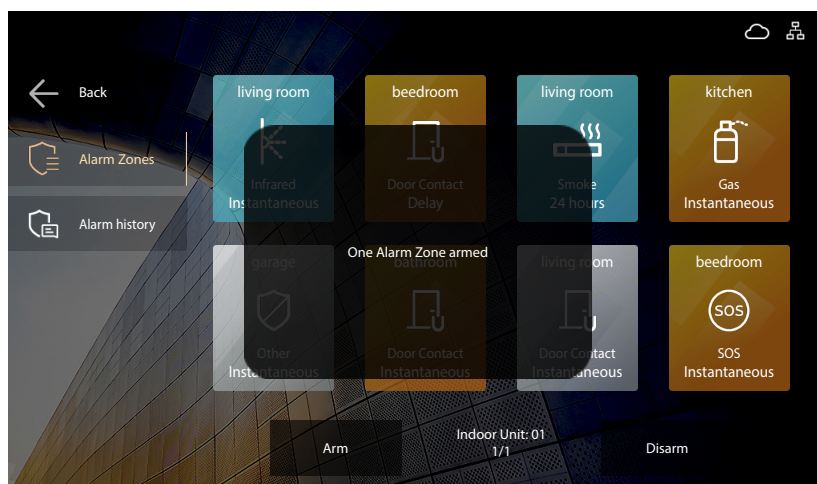 Back
Alarm Zones
Alarm history
living room
Infrared
Instantaneous
beedroom
Door Contact
Delay
living room
Smoke
24 hours
kitchen
Gas
Instantaneous
One Alarm Zone armed
garage
Other
Instantaneous
bathroom
Door Contact
Instantaneous
living room
Door Contact
Instantaneous
beedroom
SOS
SOS
Instantaneous
Arm
Indoor Unit: 01
1/1
Disarm